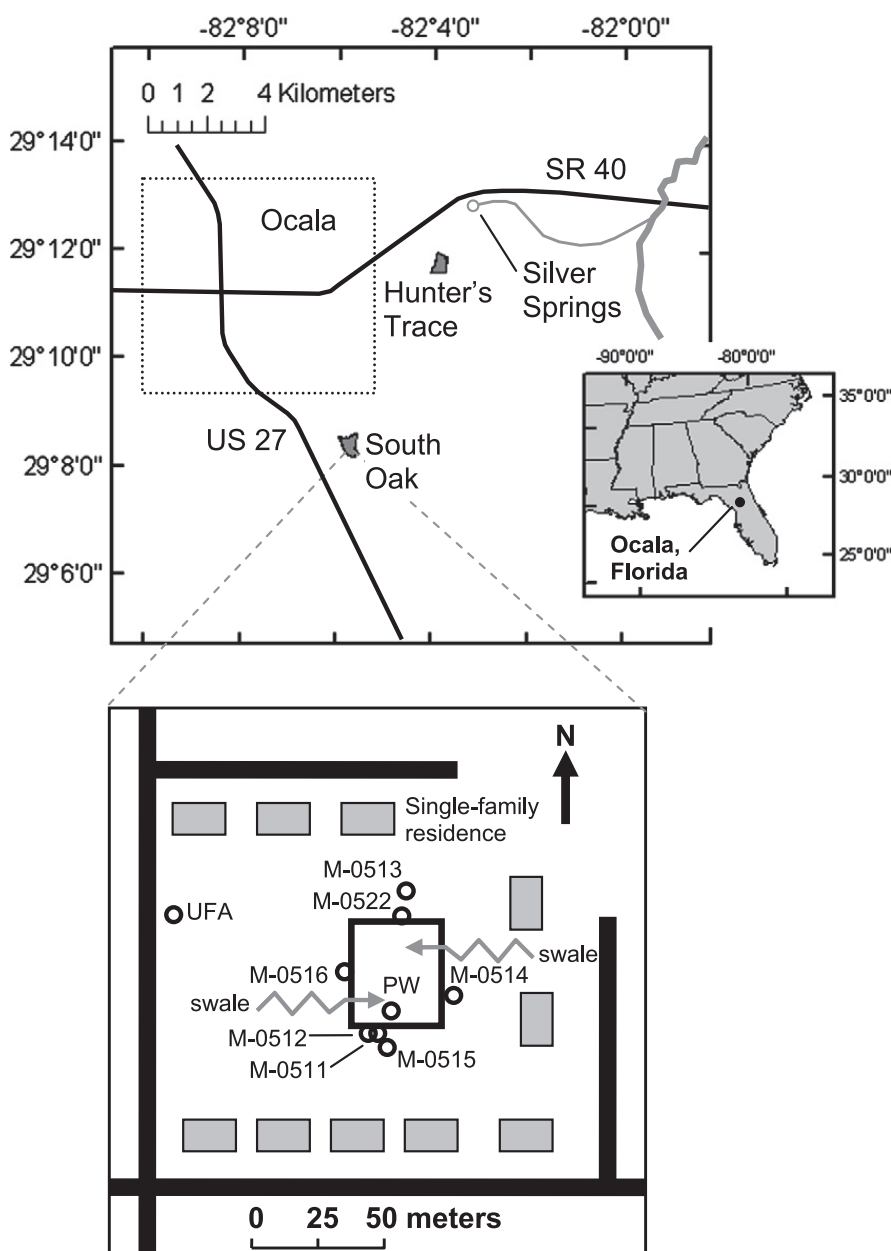 -82°8'0" -82°4'0" -82°0'0"
0 1 2 4 Kilometers
29°14'0"
SR 40
Ocala
29°12'0"
Silver
Springs
Hunter's
Trace
29°10'0"
-90°0'0" -80°0'0"
35°0'0"
US 27
South
Oak
29°8'0"
30°0'0"
Ocala,
Florida
25°0'0"
29°6'0"
N
Single-family
residence
M-0513
M-0522
UFA
swale
M-0516
M-0514
PW
swale
M-0512
M-0511
M-0515
0 25 50 meters